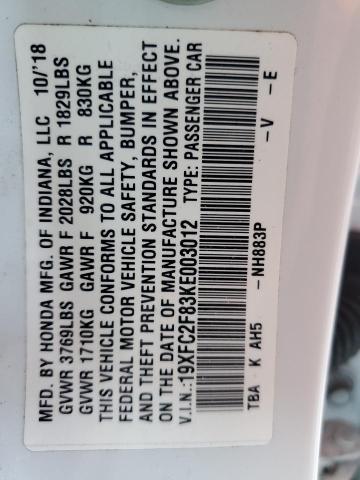 MFD. BY HONDA MFG. OF INDIANA, LLC 10/'18
GVWR 3769LBS GAWR F 2028LBS R 1829LBS
GVWR 1710KG GAWR F 920KG R 830KG
THIS VEHICLE CONFORMS TO ALL APPLICABLE
FEDERAL MOTOR VEHICLE SAFETY, BUMPER,
AND THEFT PREVENTION STANDARDS IN EFFECT
ON THE DATE OF MANUFACTURE SHOWN ABOVE.
V.I.N.:19XFC2F83KE003012 TYPE: PASSENGER CAR
-V -E
TBA K AH5 -NH883P